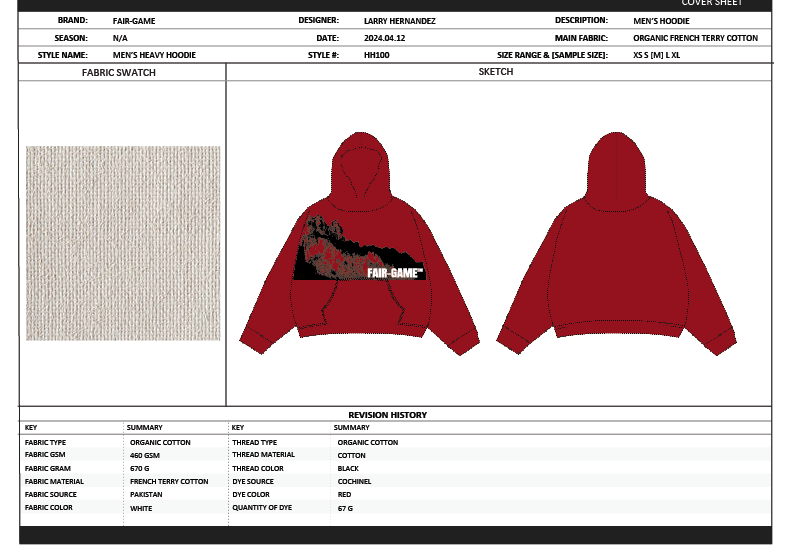 COVER SHEET
BRAND: FAIR-GAME DESIGNER: LARRY HERNANDEZ DESCRIPTION: MEN'S HOODIE
SEASON: N/A DATE: 2024.04.12 MAIN FABRIC: ORGANIC FRENCH TERRY COTTON
STYLE NAME: MEN'S HEAVY HOODIE STYLE #: HH100 SIZE RANGE & [SAMPLE SIZE]: XS S [M] L XL
FABRIC SWATCH SKETCH
FAIR-GAME™
REVISION HISTORY
KEY SUMMARY KEY SUMMARY
FABRIC TYPE ORGANIC COTTON THREAD TYPE ORGANIC COTTON
FABRIC GSM 460 GSM THREAD MATERIAL COTTON
FABRIC GRAM 670 G THREAD COLOR BLACK
FABRIC MATERIAL FRENCH TERRY COTTON DYE SOURCE COCHINEL
FABRIC SOURCE PAKISTAN DYE COLOR RED
FABRIC COLOR WHITE QUANTITY OF DYE 67 G